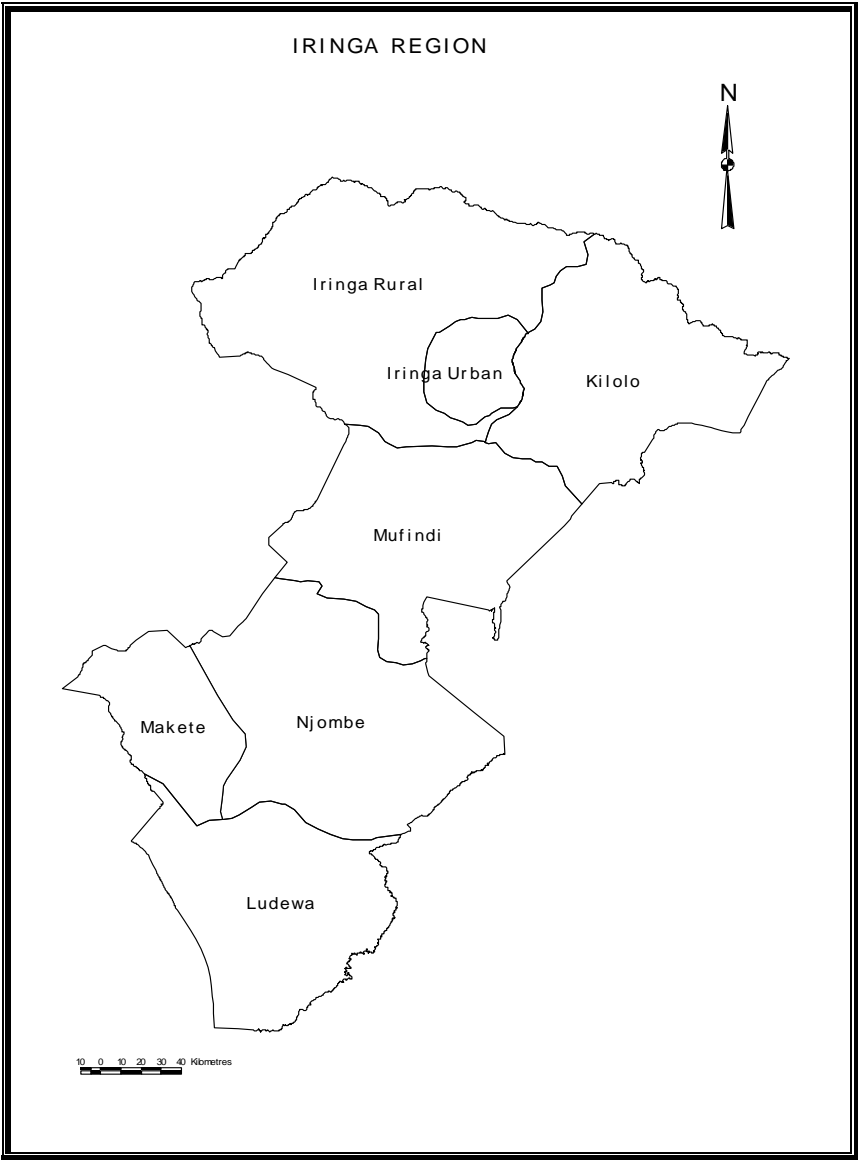 IRINGA REGION
N
Iringa Rural
Iringa Urban
Kilolo
Mufindi
Makete
Njombe
Ludewa
10 0 10 20 30 40 Kilometres